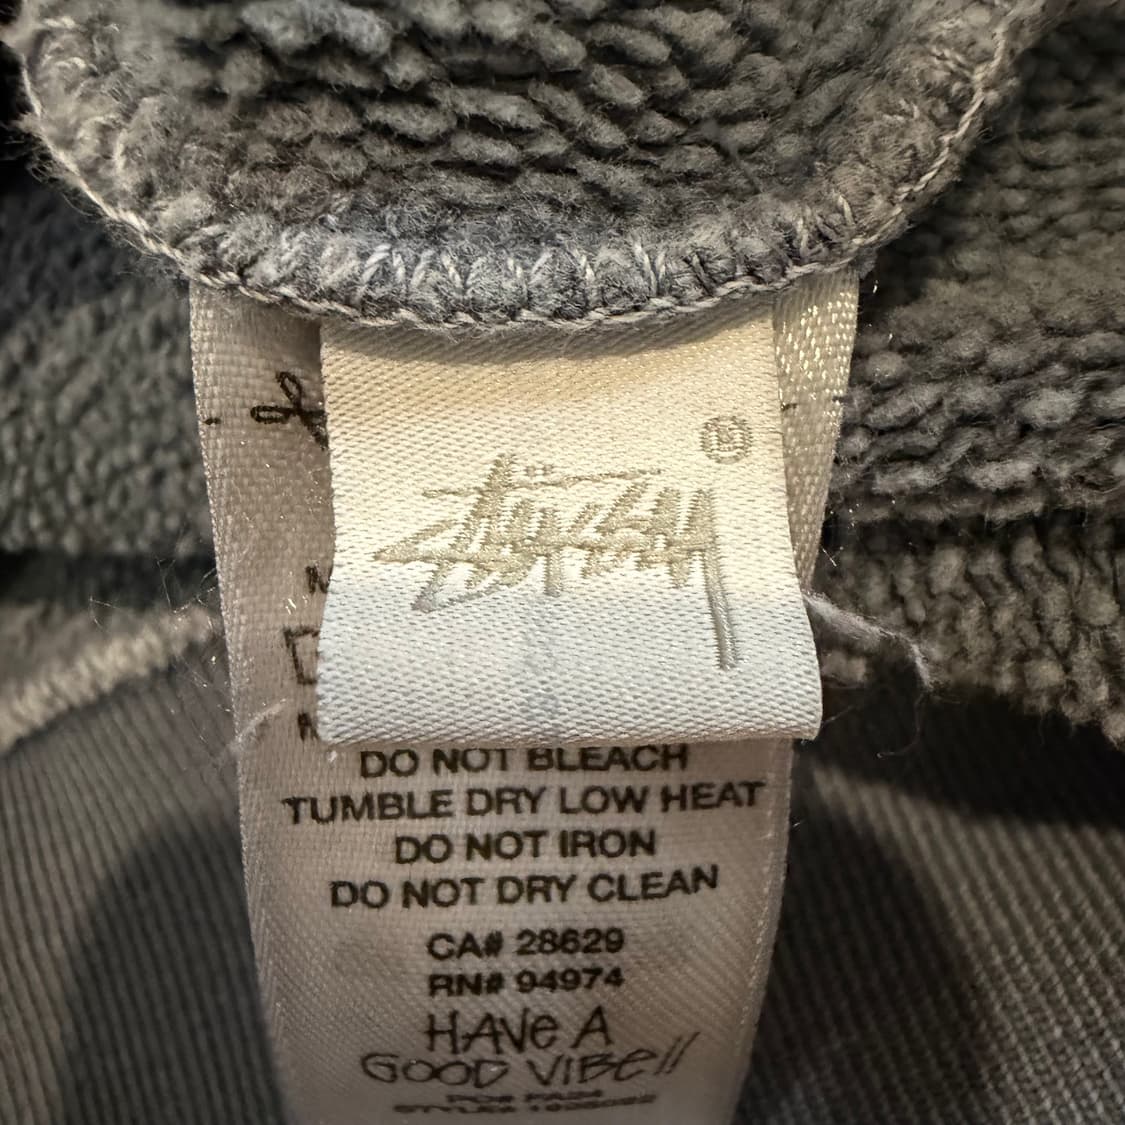 Stüssy
DO NOT BLEACH
TUMBLE DRY LOW HEAT
DO NOT IRON
DO NOT DRY CLEAN
CA# 28629
RN# 94974
HAVE A
GOOD VIBE!!